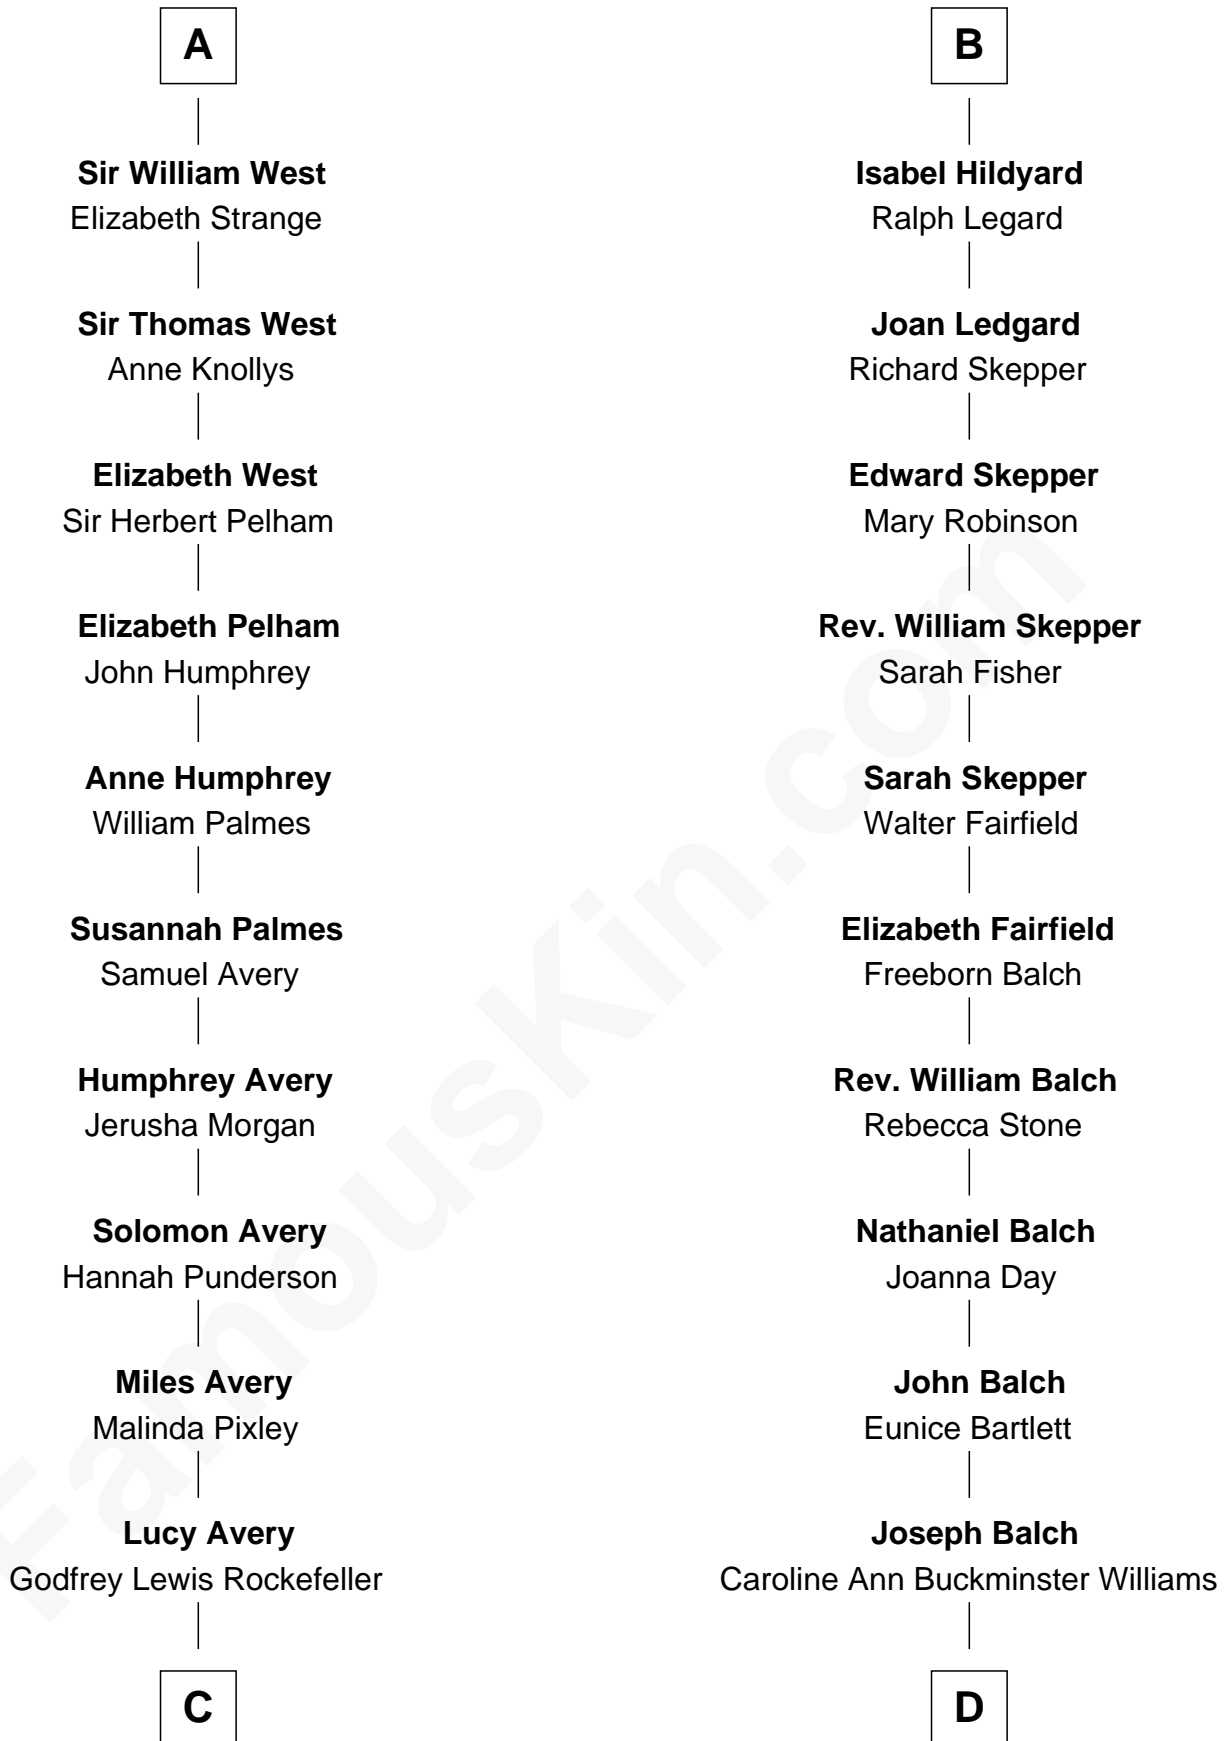 A
Sir William West
Elizabeth Strange
Sir Thomas West
Anne Knollys
Elizabeth West
Sir Herbert Pelham
Elizabeth Pelham
John Humphrey
Anne Humphrey
William Palmes
Susannah Palmes
Samuel Avery
Humphrey Avery
Jerusha Morgan
Solomon Avery
Hannah Punderson
Miles Avery
Malinda Pixley
Lucy Avery
Godfrey Lewis Rockefeller
C
B
Isabel Hildyard
Ralph Legard
Joan Ledgard
Richard Skepper
Edward Skepper
Mary Robinson
Rev. William Skepper
Sarah Fisher
Sarah Skepper
Walter Fairfield
Elizabeth Fairfield
Freeborn Balch
Rev. William Balch
Rebecca Stone
Nathaniel Balch
Joanna Day
John Balch
Eunice Bartlett
Joseph Balch
Caroline Ann Buckminster Williams
D
FamousKin.com